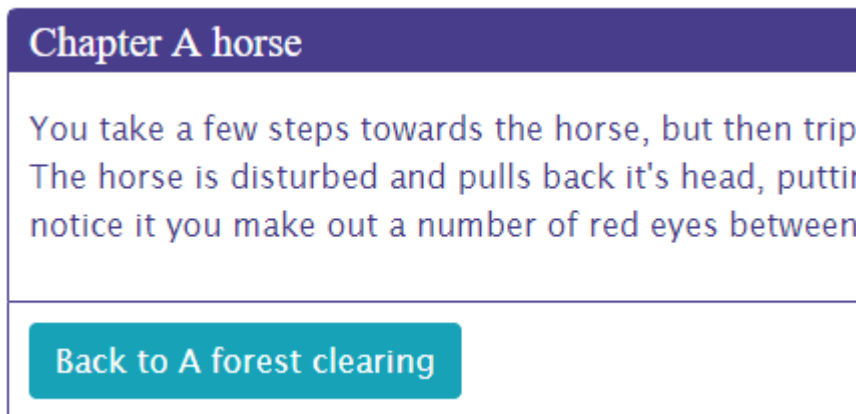 Chapter A horse
You take a few steps towards the horse, but then trip
The horse is disturbed and pulls back it's head,
notice it you make out a number of red eyes between
Back to A forest clearing